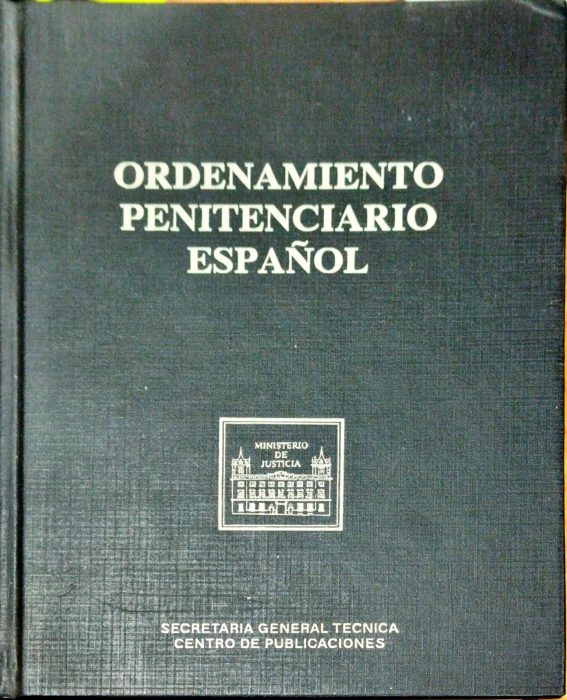 ORDENAMIENTO
PENITENCIARIO
ESPAÑOL
MINISTERIO
DE
JUSTICIA
SECRETARIA GENERAL TECNICA
CENTRO DE PUBLICACIONES